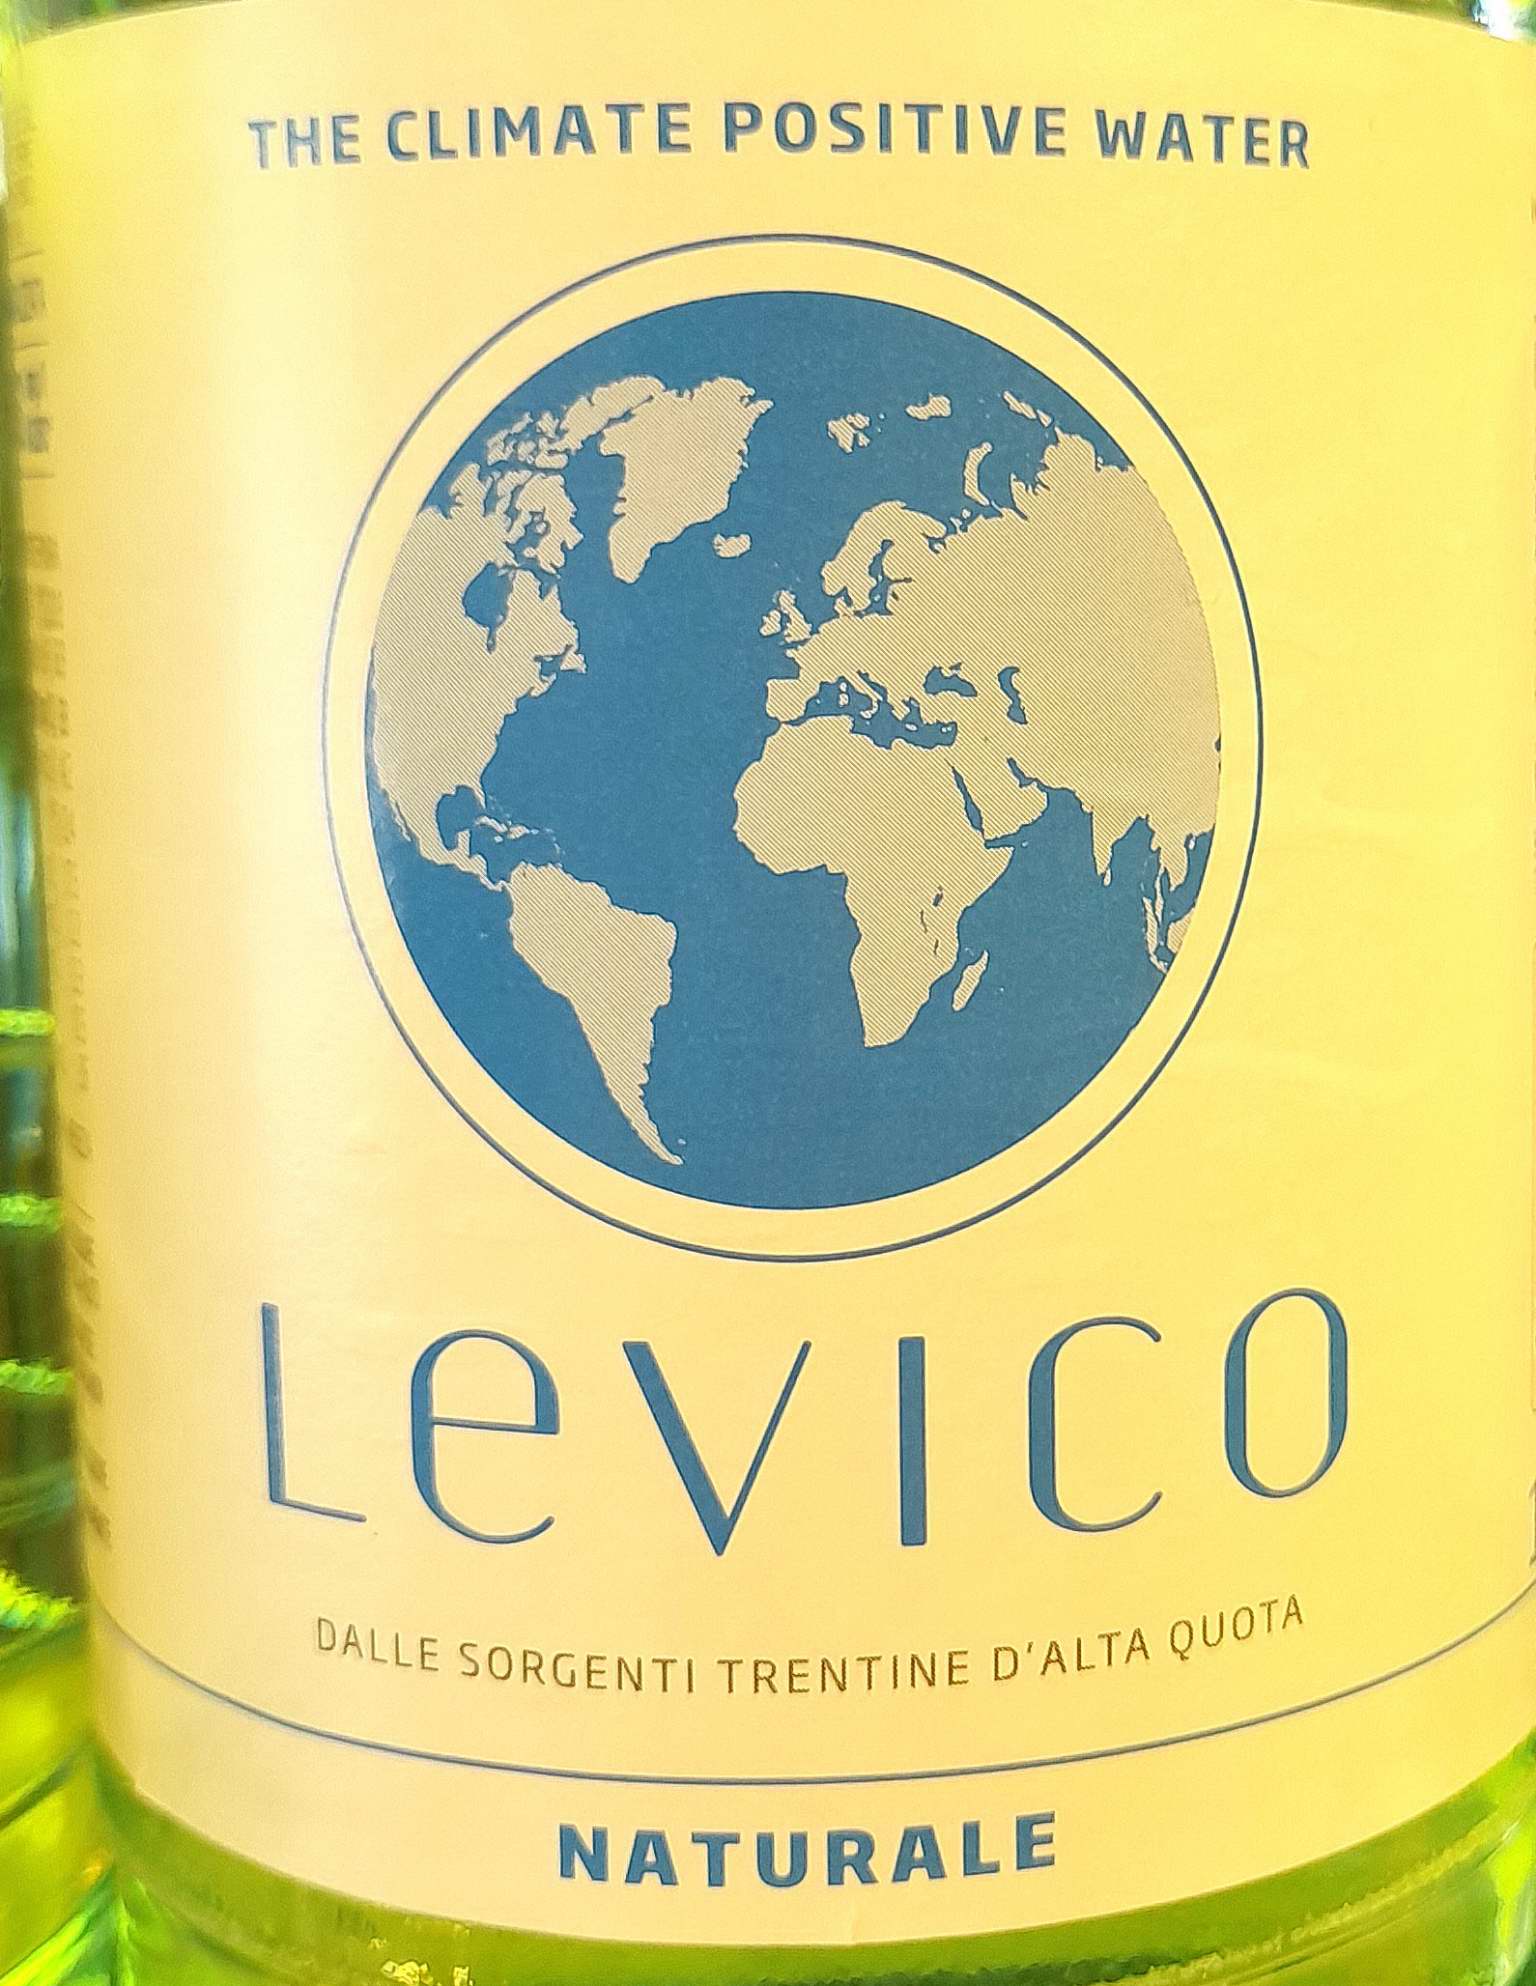 THE CLIMATE POSITIVE WATER
LeVICO
DALLE SORGENTI TRENTINE D'ALTA QUOTA
NATURALE